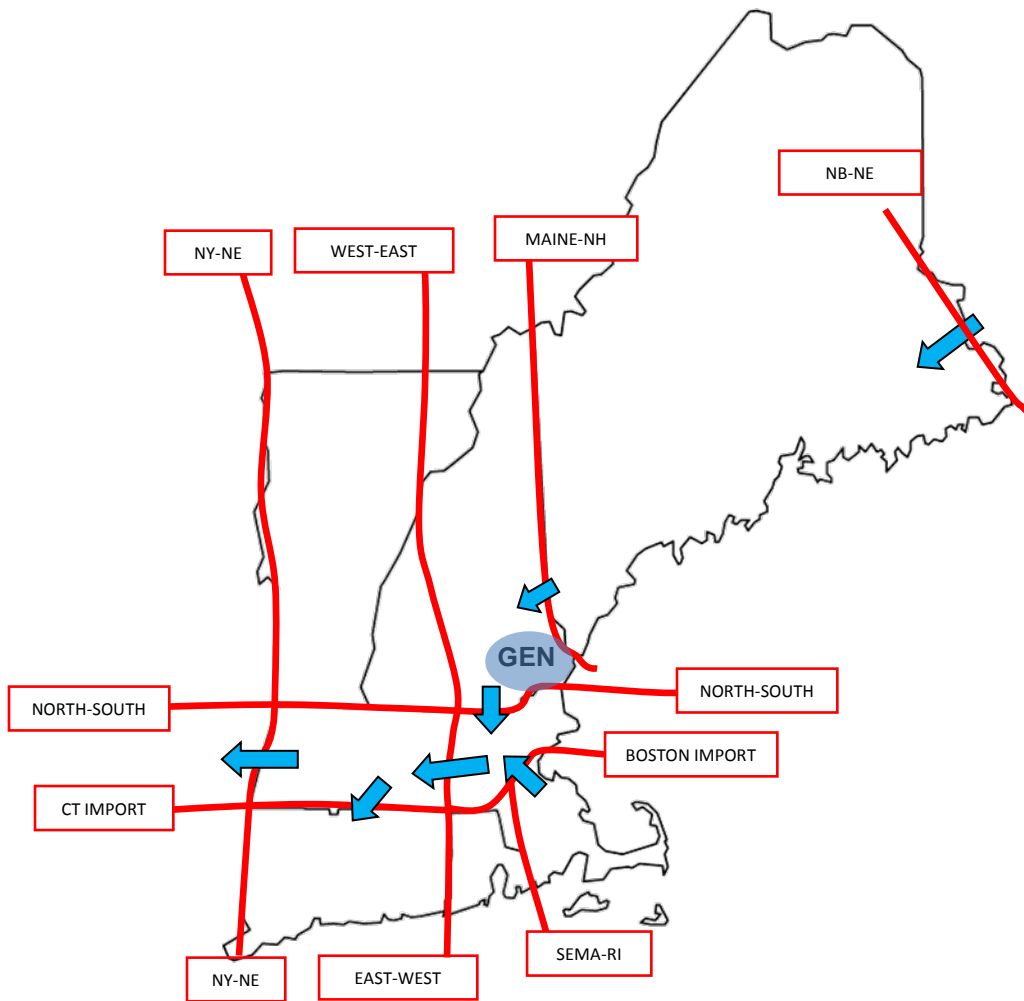 NB-NE
MAINE-NH
WEST-EAST
NY-NE
GEN
NORTH-SOUTH
NORTH-SOUTH
BOSTON IMPORT
CT IMPORT
SEMA-RI
NY-NE
EAST-WEST